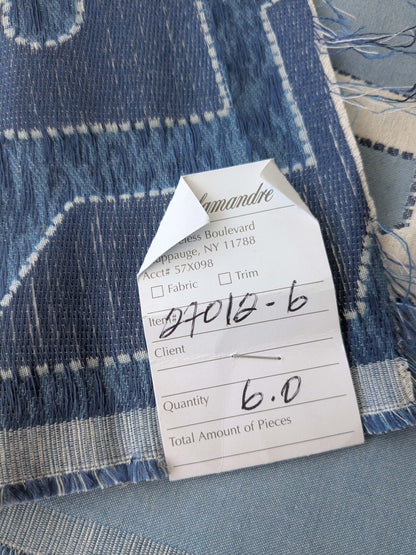 lamandre
eless Boulevard
uppauge, NY 11788
Acct# 57X098
☐ Fabric ☐ Trim
Item# 27012-6
Client
Quantity 6.0
Total Amount of Pieces